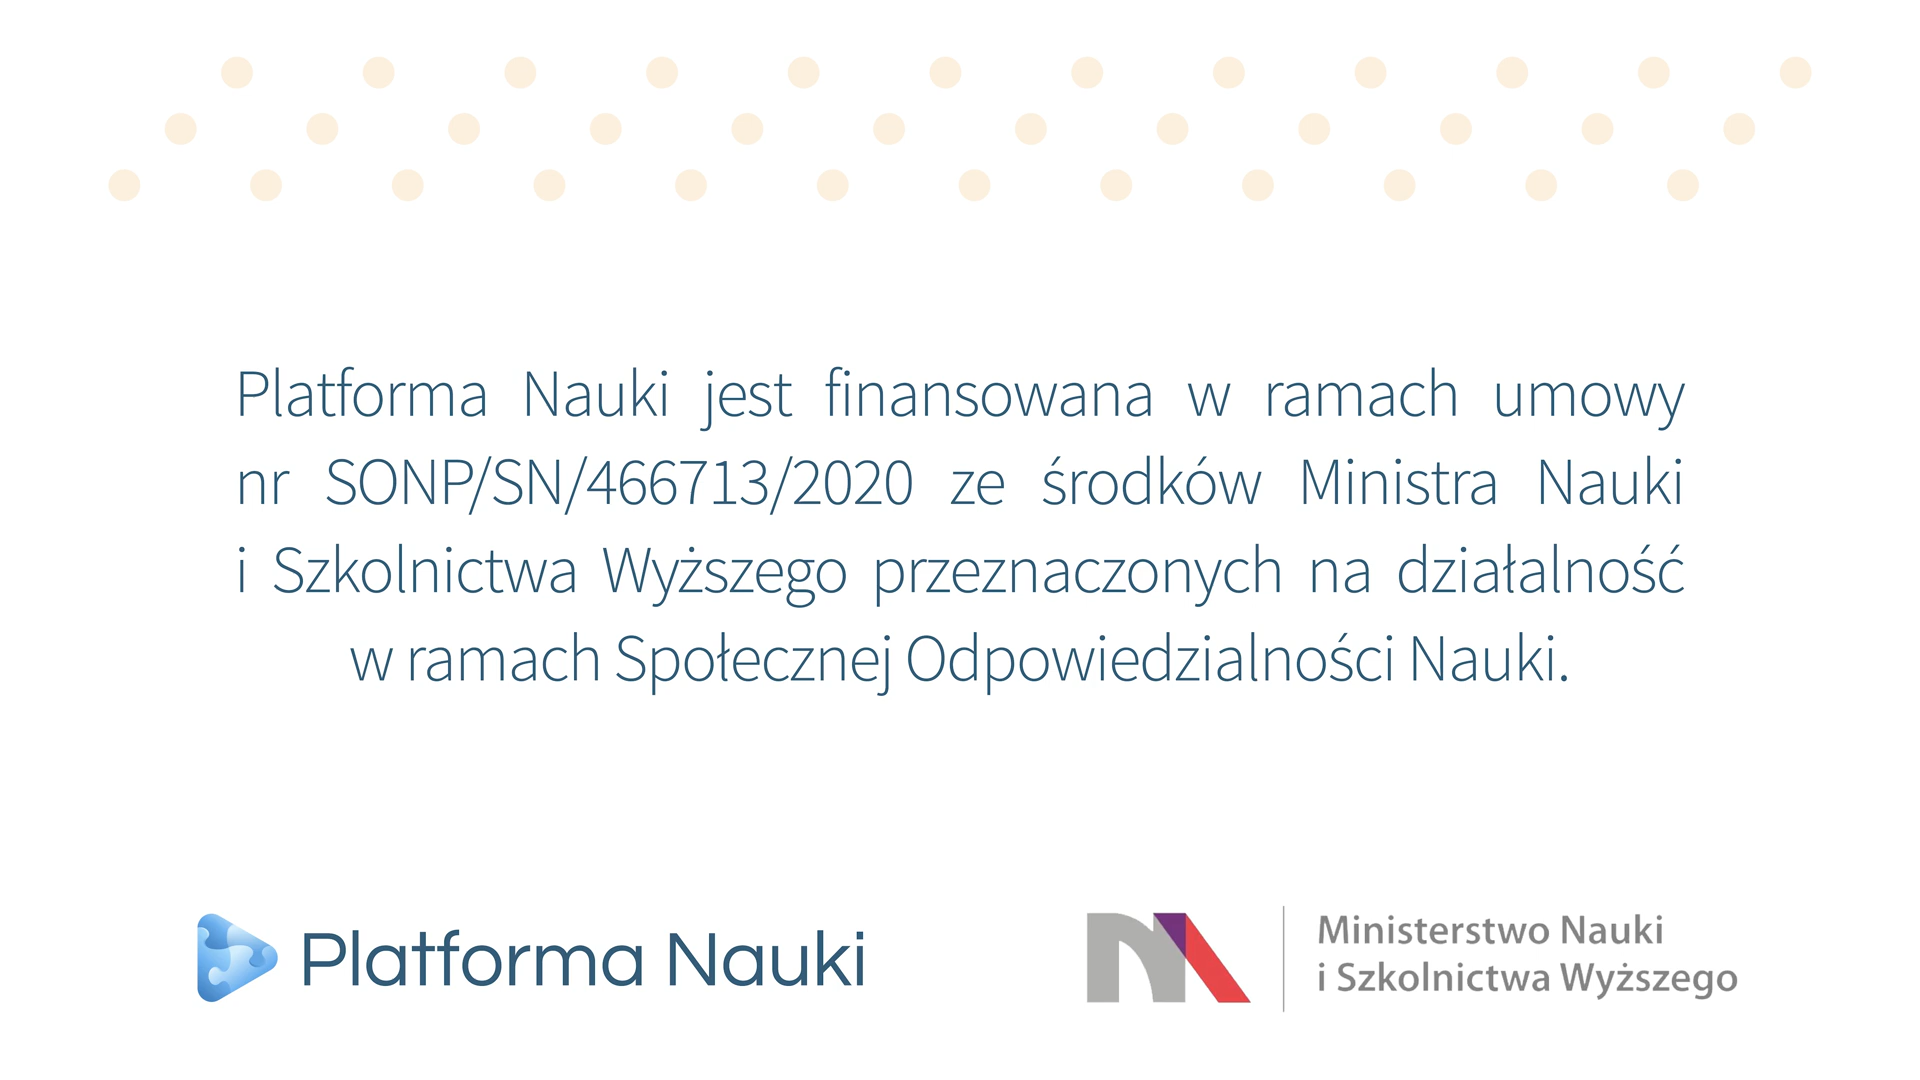 Platforma Nauki jest finansowana w ramach umowy
nr SONP/SN/466713/2020 ze środków Ministra Nauki
i Szkolnictwa Wyższego przeznaczonych na działalność
w ramach Społecznej Odpowiedzialności Nauki.
Platforma Nauki
Ministerstwo Nauki
i Szkolnictwa Wyższego